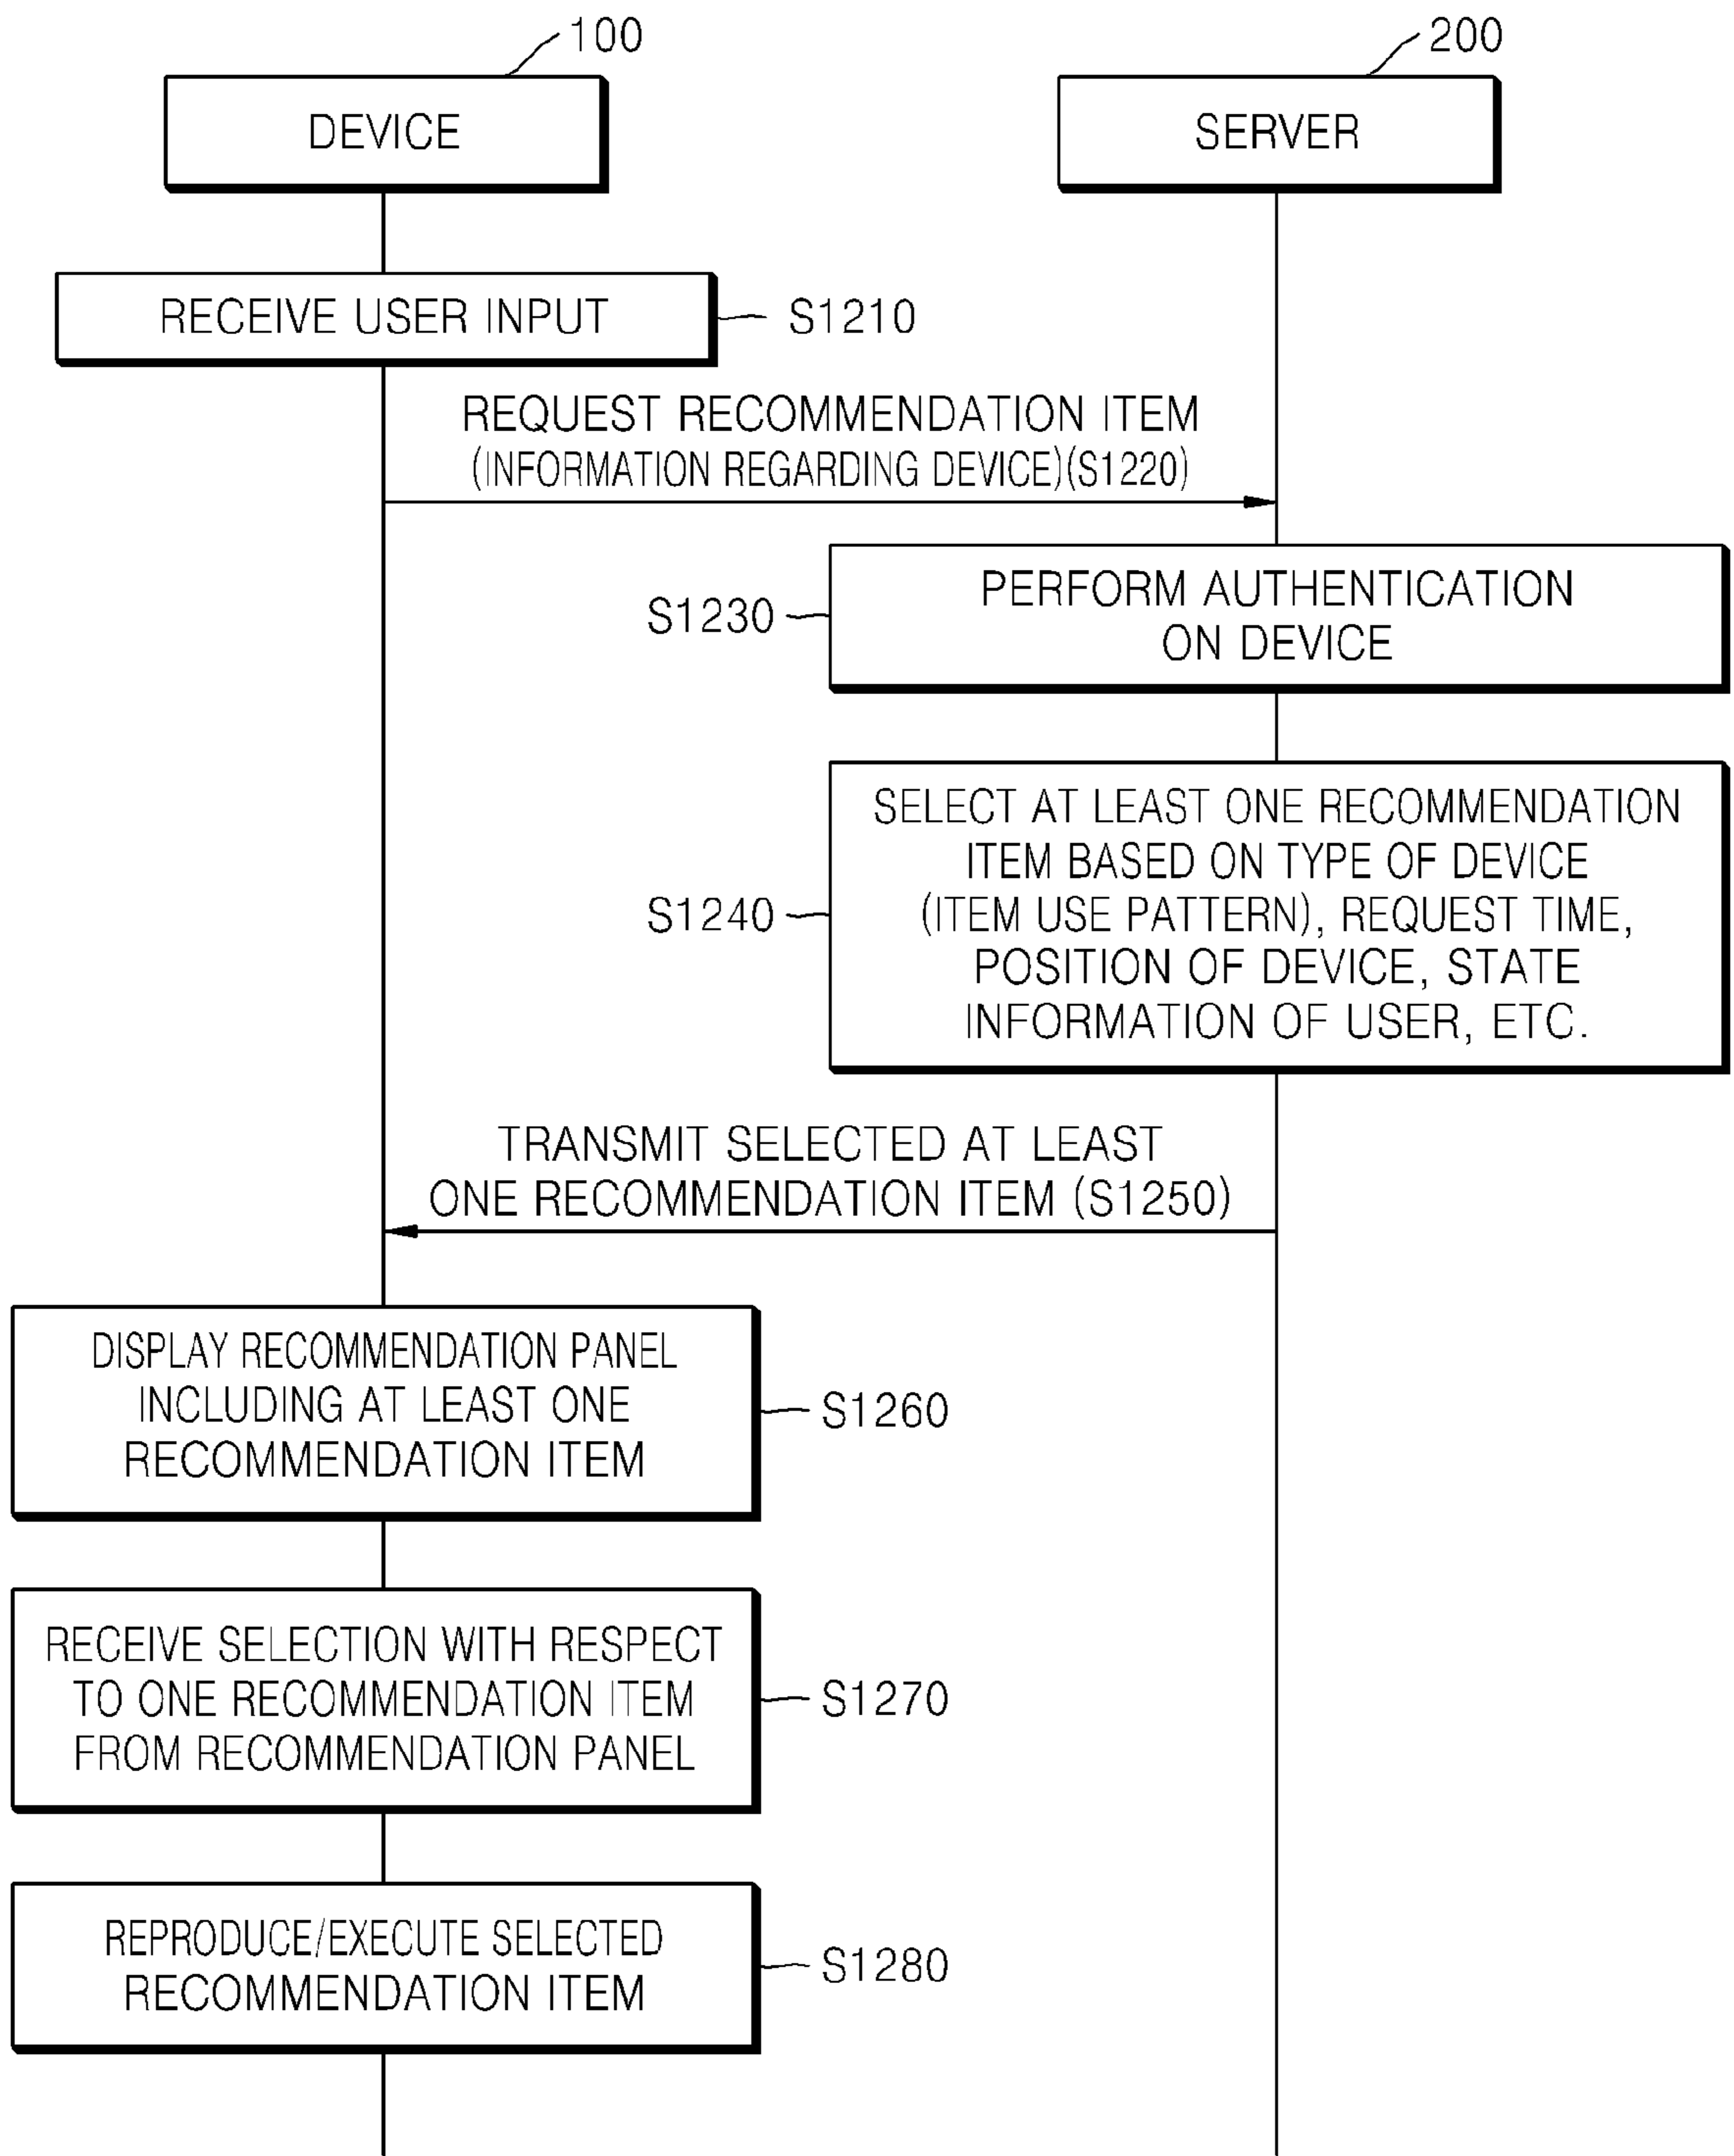 100
200
DEVICE
SERVER
RECEIVE USER INPUT
S1210
REQUEST RECOMMENDATION ITEM
(INFORMATION REGARDING DEVICE)(S1220)
S1230
PERFORM AUTHENTICATION
ON DEVICE
S1240
SELECT AT LEAST ONE RECOMMENDATION
ITEM BASED ON TYPE OF DEVICE
(ITEM USE PATTERN), REQUEST TIME,
POSITION OF DEVICE, STATE
INFORMATION OF USER, ETC.
TRANSMIT SELECTED AT LEAST
ONE RECOMMENDATION ITEM (S1250)
DISPLAY RECOMMENDATION PANEL
INCLUDING AT LEAST ONE
RECOMMENDATION ITEM
S1260
RECEIVE SELECTION WITH RESPECT
TO ONE RECOMMENDATION ITEM
FROM RECOMMENDATION PANEL
S1270
REPRODUCE/EXECUTE SELECTED
RECOMMENDATION ITEM
S1280